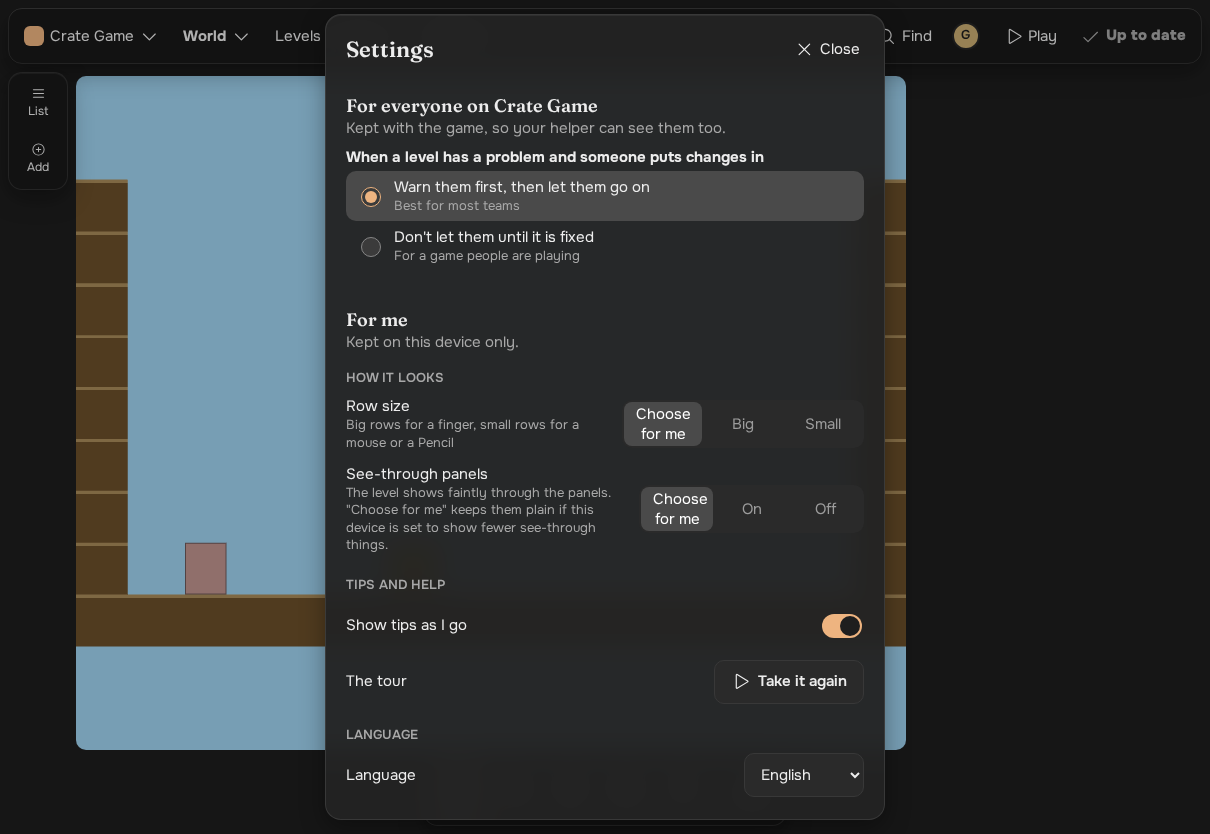 Crate Game
World
Levels
Find
G
Play
Up to date
List
Add
Settings
Close
For everyone on Crate Game
Kept with the game, so your helper can see them too.
When a level has a problem and someone puts changes in
Warn them first, then let them go on
Best for most teams
Don't let them until it is fixed
For a game people are playing
For me
Kept on this device only.
HOW IT LOOKS
Row size
Big rows for a finger, small rows for a
mouse or a Pencil
Choose
for me
Big
Small
See-through panels
The level shows faintly through the panels.
"Choose for me" keeps them plain if this
device is set to show fewer see-through
things.
Choose
for me
On
Off
TIPS AND HELP
Show tips as I go
The tour
Take it again
LANGUAGE
Language
English